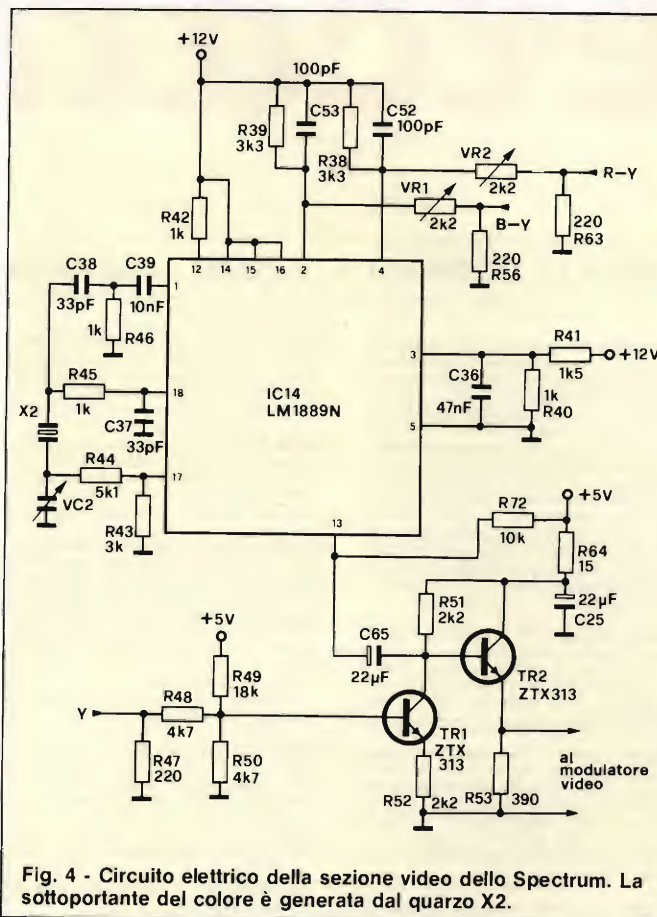 +12V
100pF
C53
C52
100pF
R39
3k3
R38
3k3
VR2
2k2
R-Y
VR1
2k2
B-Y
220
R63
220
R56
R42
1k
12
14
15
16
2
4
C38
33pF
C39
10nF
1
1k
R46
R45
1k
18
X2
C37
33pF
R44
5k1
17
VC2
R43
3k
IC14
LM1889N
3
5
C36
47nF
R41
1k5
+12V
1k
R40
13
R72
10k
+5V
R64
15
22µF
C25
R51
2k2
C65
22µF
TR2
ZTX313
+5V
R49
18k
Y
R48
4k7
R47
220
R50
4k7
TR1
ZTX
313
R52
2k2
R53
390
al
modulatore
video
Fig. 4 - Circuito elettrico della sezione video dello Spectrum. La
sottoportante del colore è generata dal quarzo X2.